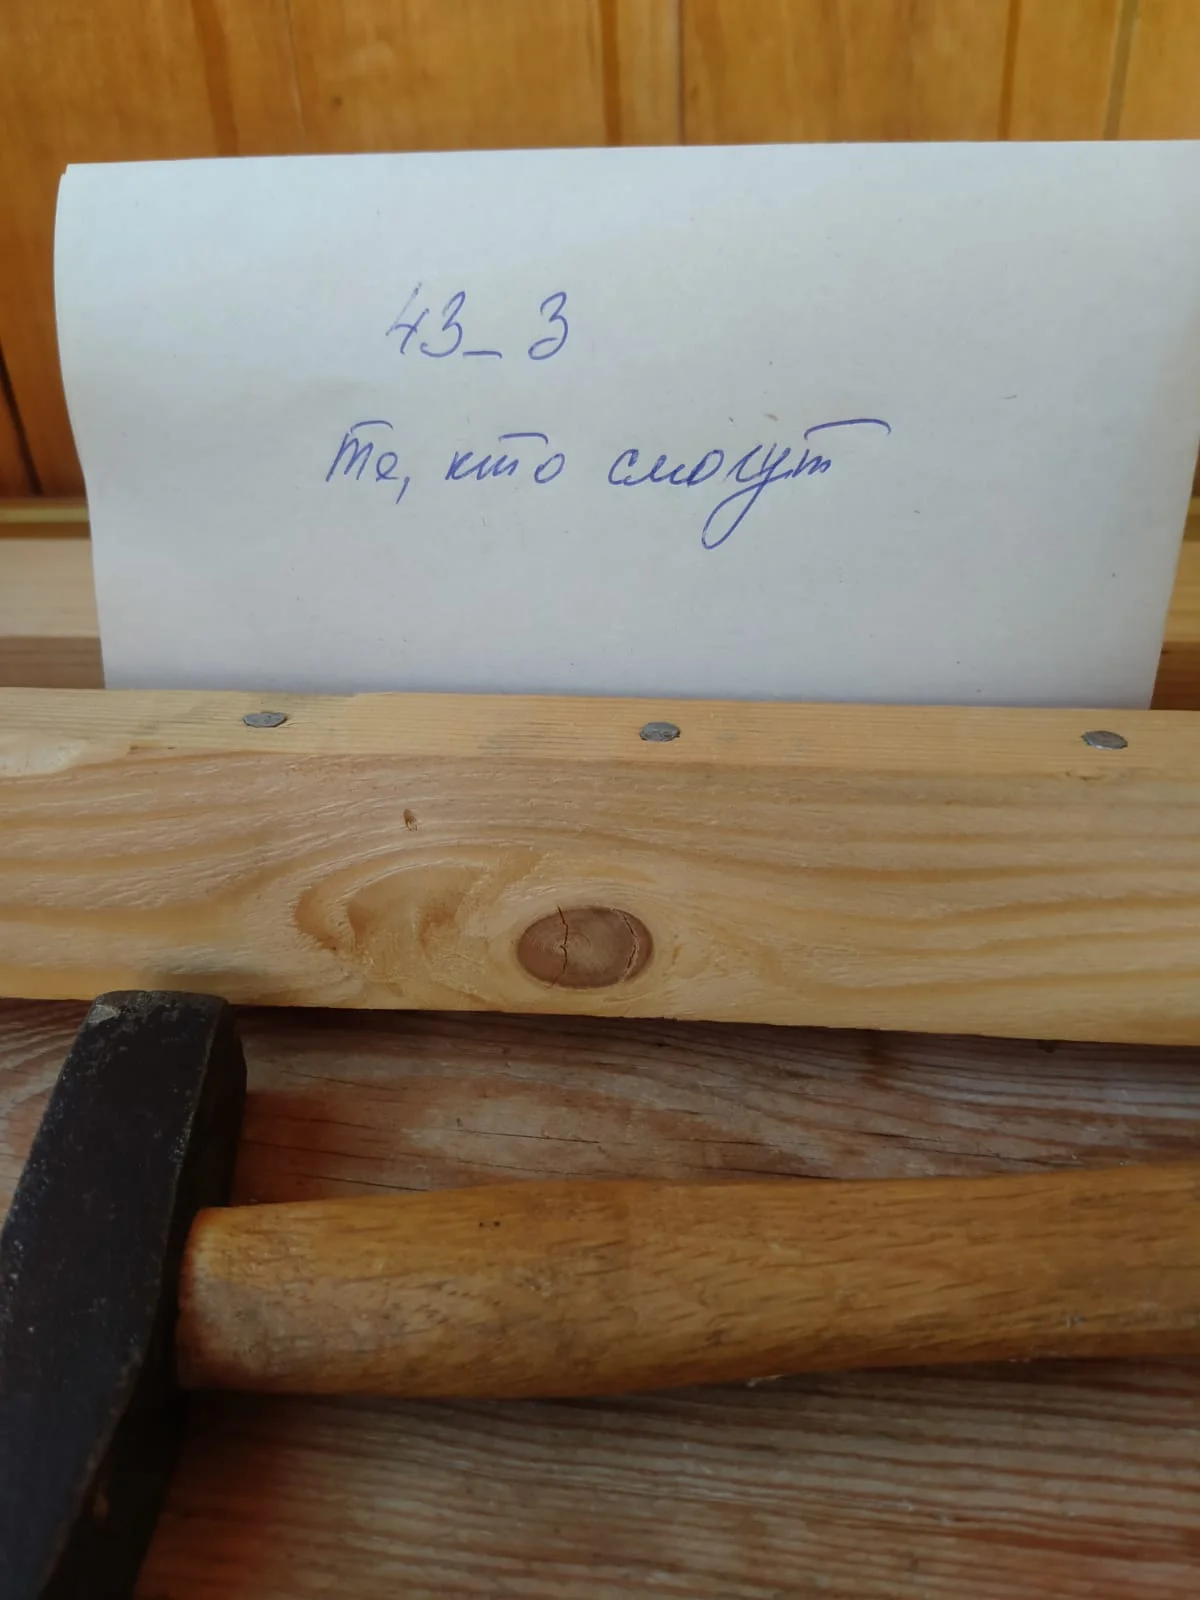 43_3
те, кто смогут